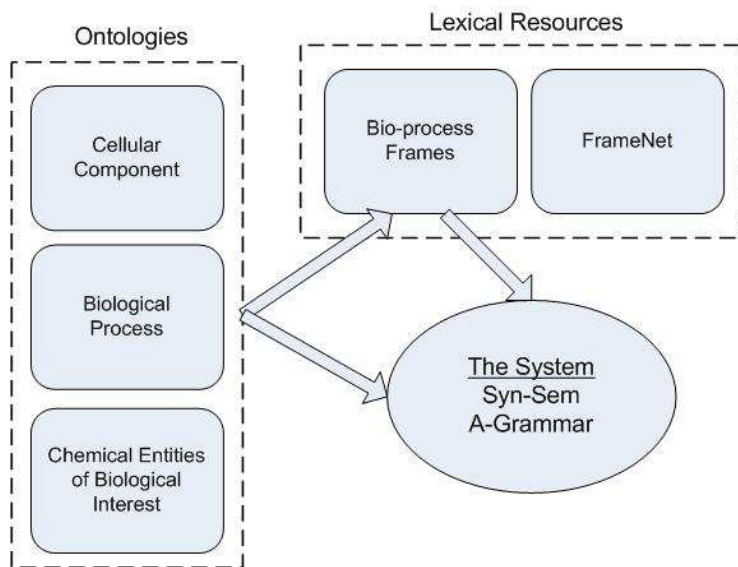 Ontologies
Cellular
Component
Biological
Process
Chemical Entities
of Biological
Interest
Lexical Resources
Bio-process
Frames
FrameNet
The System
Syn-Sem
A-Grammar